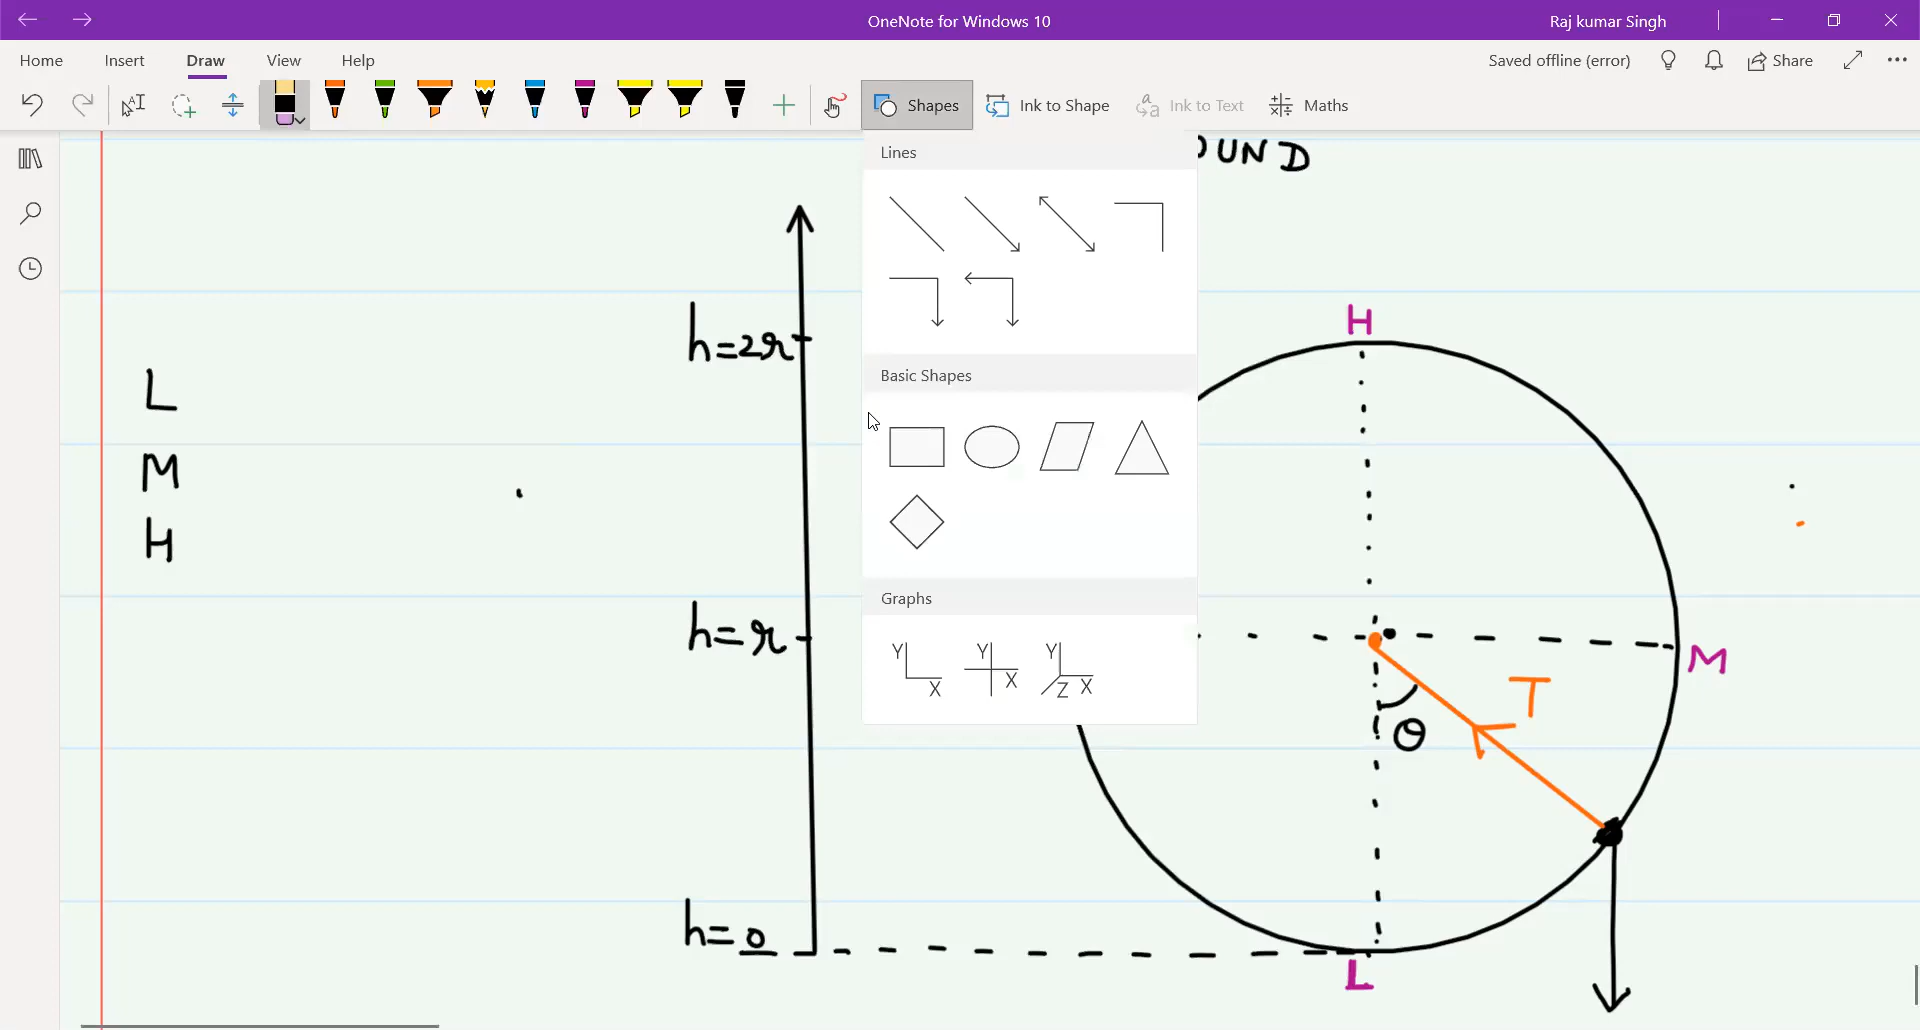 OneNote for Windows 10
Raj kumar Singh
Home Insert Draw View Help
Saved offline (error) Share
Shapes Ink to Shape Ink to Text Maths
Lines
OUND
H
h=2r
Basic Shapes
L
M
H
Graphs
Y X Y X Y Z X
h=r
M
T
θ
h=0
L